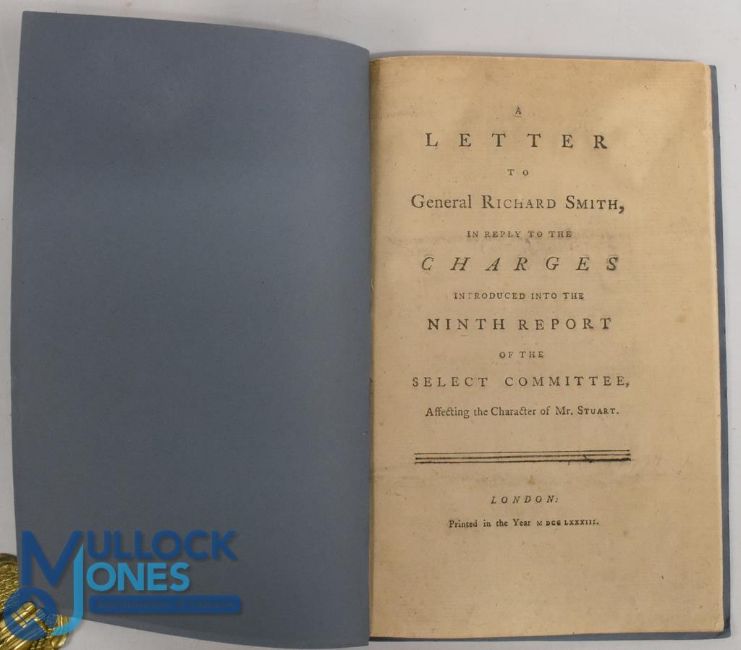 A
LETTER
TO
General RICHARD SMITH,
IN REPLY TO THE
CHARGES
INTRODUCED INTO THE
NINTH REPORT
OF THE
SELECT COMMITTEE,
Affecting the Character of Mr. STUART.
LONDON:
Printed in the Year M DCC LXXXIII.
MULLOCK
JONES